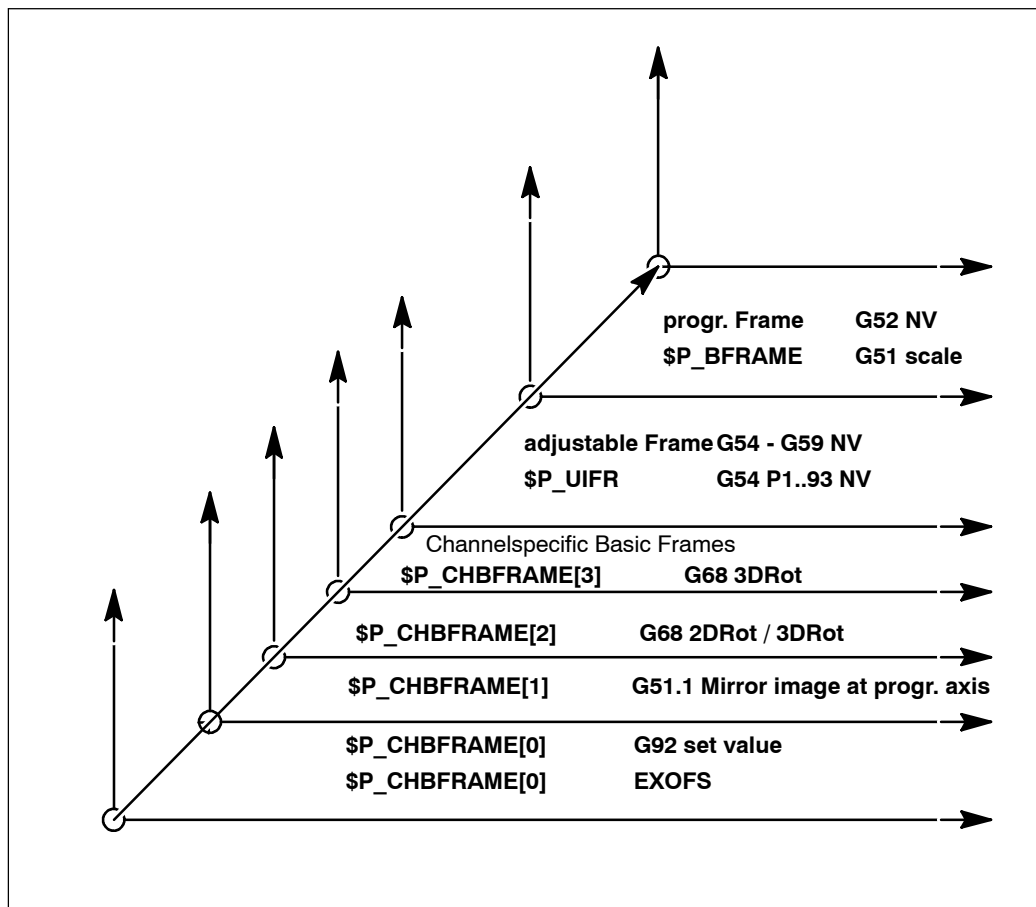 progr. Frame G52 NV
$P_BFRAME G51 scale
adjustable Frame G54 - G59 NV
$P_UIFR G54 P1..93 NV
Channelspecific Basic Frames
$P_CHBFRAME[3] G68 3DRot
$P_CHBFRAME[2] G68 2DRot / 3DRot
$P_CHBFRAME[1] G51.1 Mirror image at progr. axis
$P_CHBFRAME[0] G92 set value
$P_CHBFRAME[0] EXOFS